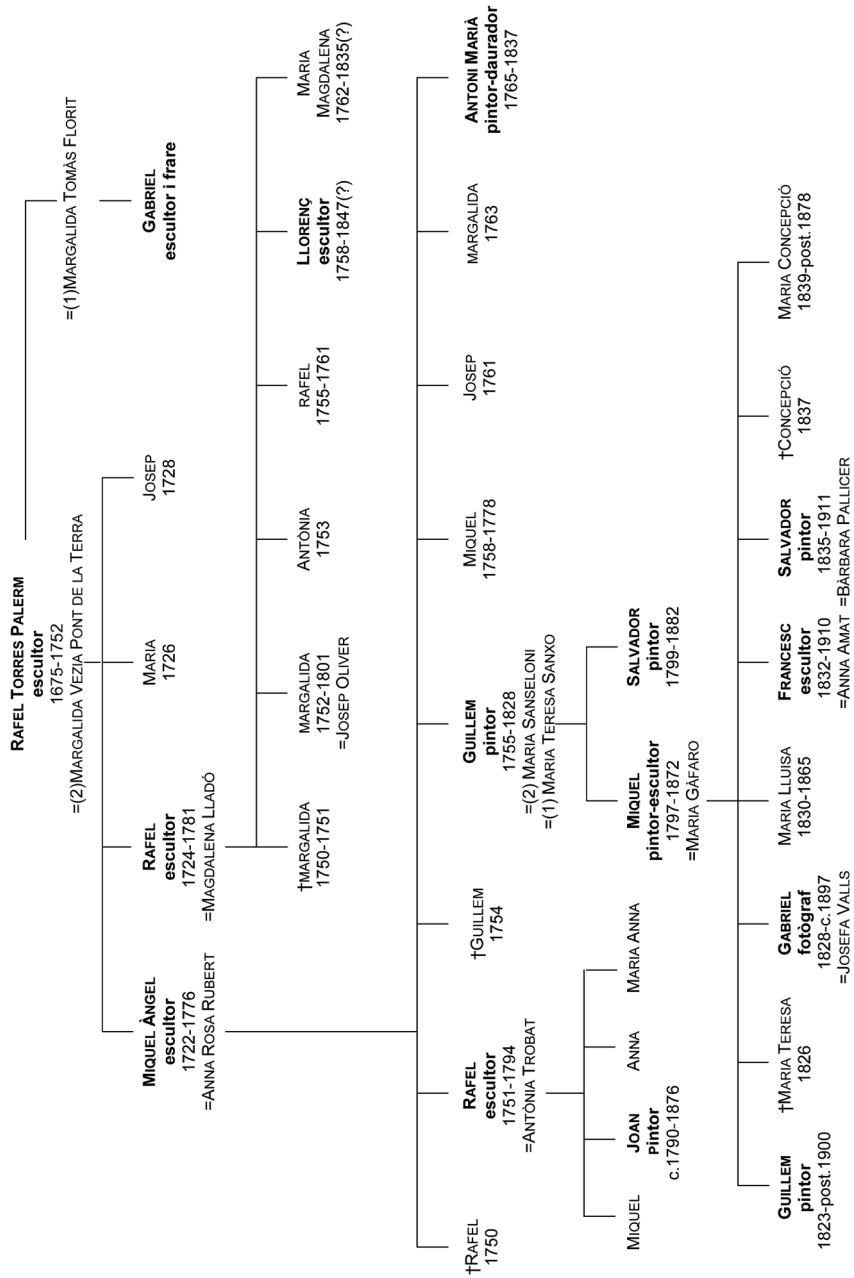 RAFEL TORRES PALERM
escultor
1675-1752
=(2)MARGALIDA VEZIA PONT DE LA TERRA
=(1)MARGALIDA TOMÀS FLORIT
MIQUEL ÀNGEL
escultor
1722-1776
=ANNA ROSA RUBERT
RAFEL
escultor
1724-1781
=MAGDALENA LLADÓ
MARIA
1726
JOSEP
1728
GABRIEL
escultor i frare
†MARGALIDA
1750-1751
MARGALIDA
1752-1801
=JOSEP OLIVER
ANTÒNIA
1753
RAFEL
1755-1761
LLORENÇ
escultor
1758-1847(?)
MARIA
MAGDALENA
1762-1835(?)
†RAFEL
1750
RAFEL
escultor
1751-1794
=ANTÒNIA TROBAT
†GUILLEM
1754
GUILLEM
pintor
1755-1828
=(2) MARIA SANSELONI
=(1) MARIA TERESA SANXO
MIQUEL
1758-1778
JOSEP
1761
MARGALIDA
1763
ANTONI MARIÀ
pintor-daurador
1765-1837
MIQUEL
JOAN
Pintor
c.1790-1876
ANNA
MARIA ANNA
MIQUEL
pintor-escultor
1797-1872
=MARIA GÀFARO
SALVADOR
pintor
1799-1882
GUILLEM
pintor
1823-post.1900
†MARIA TERESA
1826
GABRIEL
fotògraf
1828-c.1897
=JOSEFA VALLS
MARIA LLUISA
1830-1865
FRANCESC
escultor
1832-1910
=ANNA AMAT
SALVADOR
pintor
1835-1911
=BÀRBARA PALLICER
†CONCEPCIÓ
1837
MARIA CONCEPCIÓ
1839-post.1878